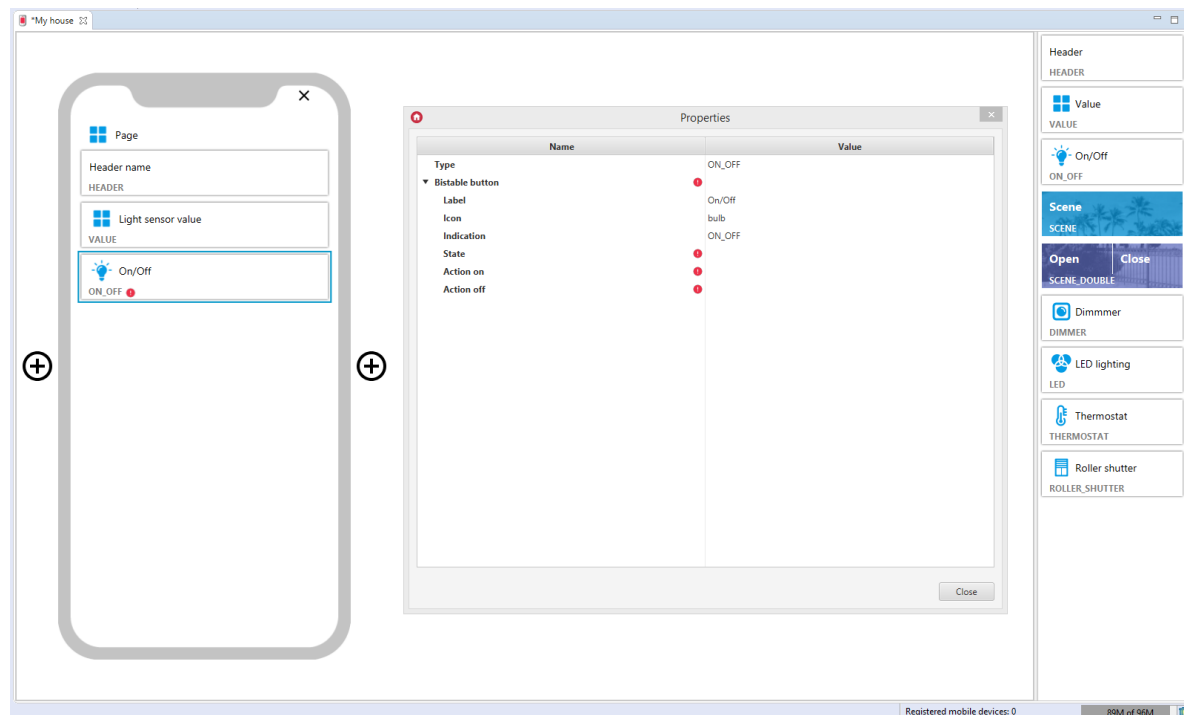 *My house
Page
Header name
HEADER
Light sensor value
VALUE
On/Off
ON_OFF
Properties
Name Value
Type ON_OFF
Bistable button
Label On/Off
Icon bulb
Indication ON_OFF
State
Action on
Action off
Close
Header
HEADER
Value
VALUE
On/Off
ON_OFF
Scene
SCENE
Open Close
SCENE_DOUBLE
Dimmmer
DIMMER
LED lighting
LED
Thermostat
THERMOSTAT
Roller shutter
ROLLER_SHUTTER
Registered mobile devices: 0 89M of 96M